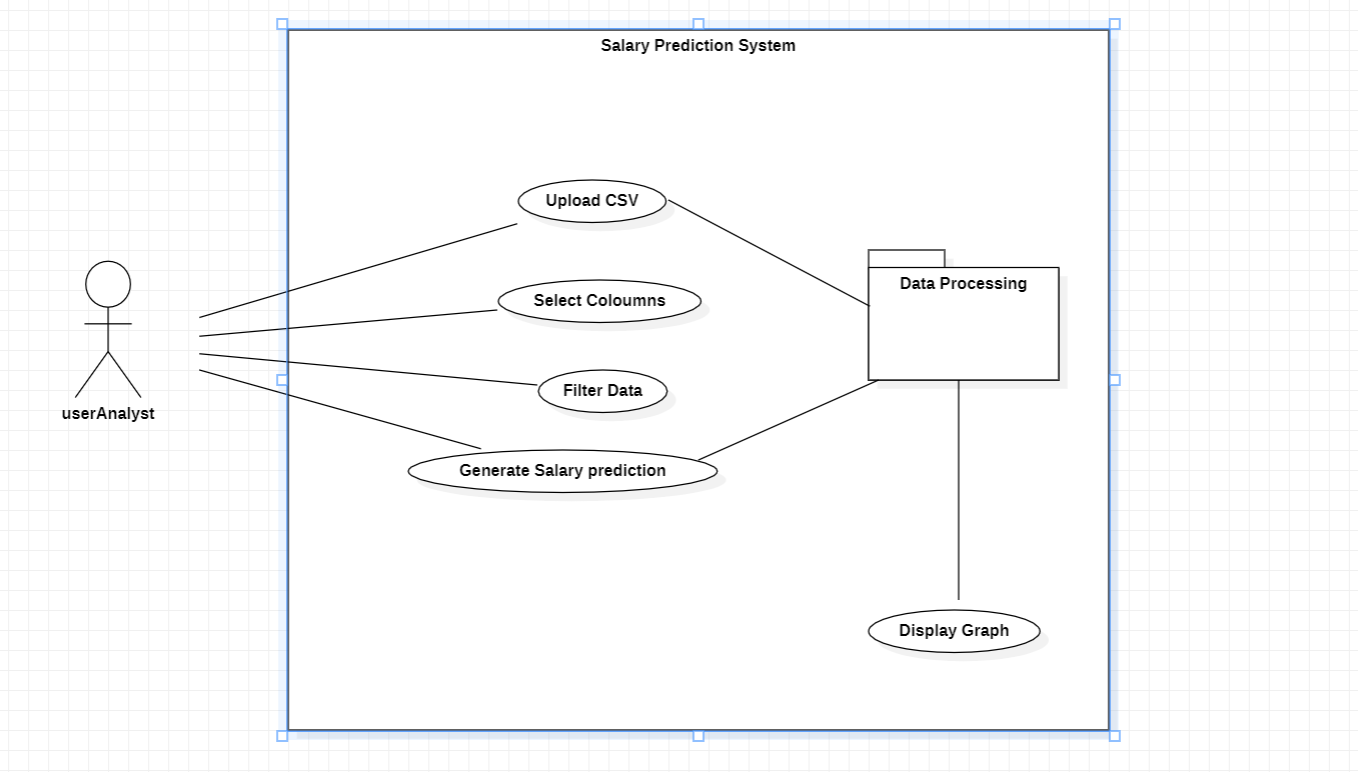 Salary Prediction System
Upload CSV
Data Processing
Select Coloumns
Filter Data
userAnalyst
Generate Salary prediction
Display Graph